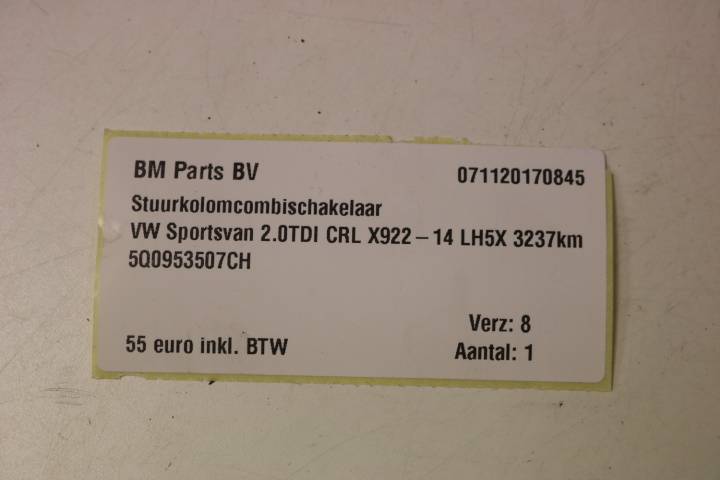 BM Parts BV 071120170845
Stuurkolomcombischakelaar
VW Sportsvan 2.0TDI CRL X922-14 LH5X 3237km
5Q0953507CH
Verz: 8
55 euro inkl. BTW Aantal: 1